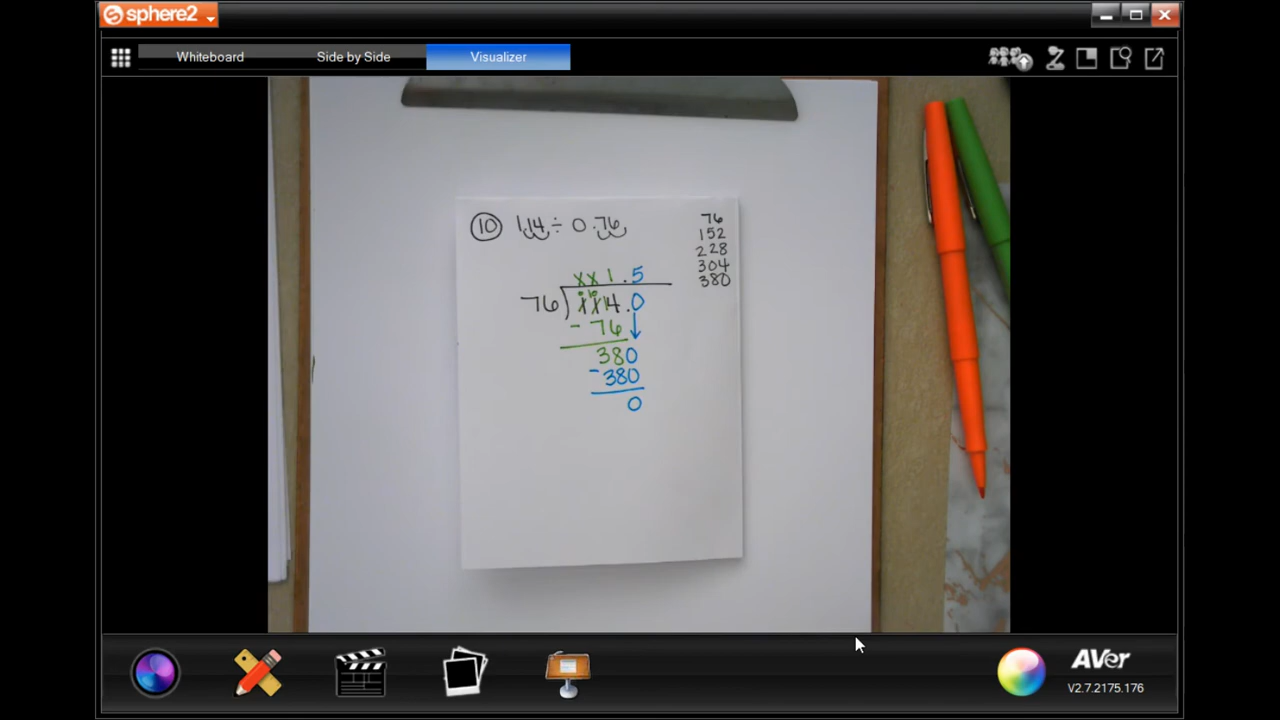 sphere2
Whiteboard
Side by Side
Visualizer
⑩ 1.14 ÷ 0.76
76
152
228
304
380
x x 1 . 5
76 ) 114.0
- 76
380
- 380
0
AVer
V2.7.2175.176